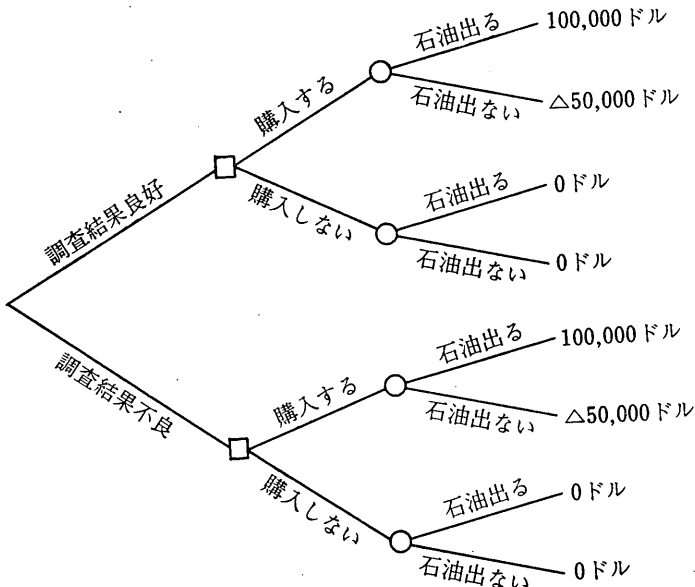 石油出る 100,000ドル
購入する
石油出ない △50,000ドル
調査結果良好
購入しない
石油出る 0ドル
石油出ない 0ドル
調査結果不良
購入する
石油出る 100,000ドル
石油出ない △50,000ドル
購入しない
石油出る 0ドル
石油出ない 0ドル